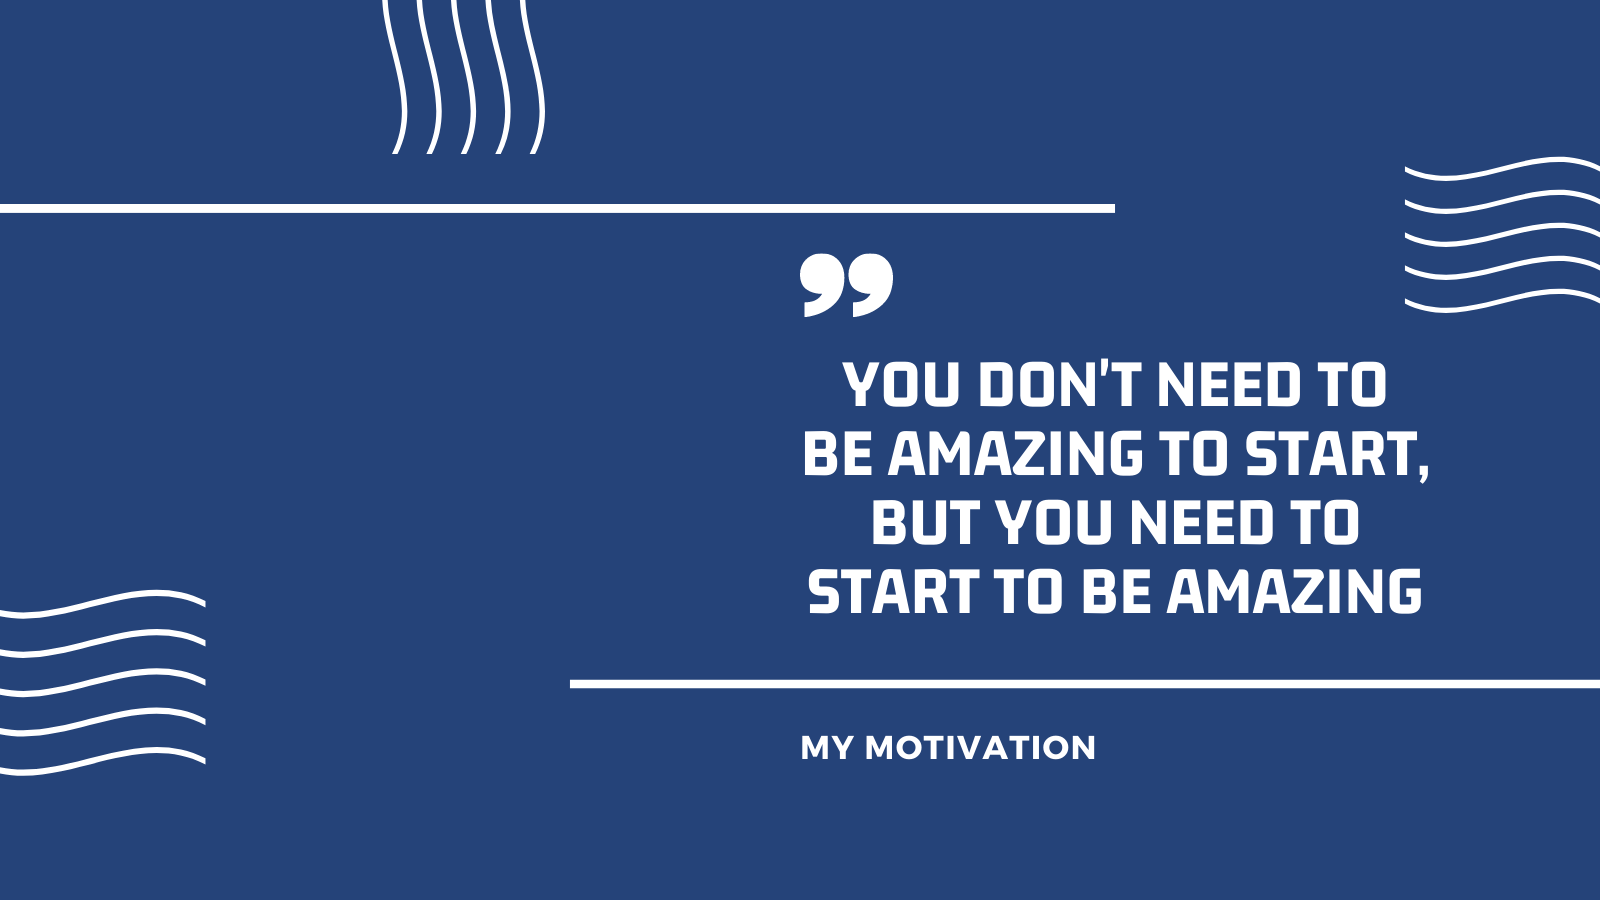 ”
YOU DON'T NEED TO
BE AMAZING TO START,
BUT YOU NEED TO
START TO BE AMAZING
MY MOTIVATION